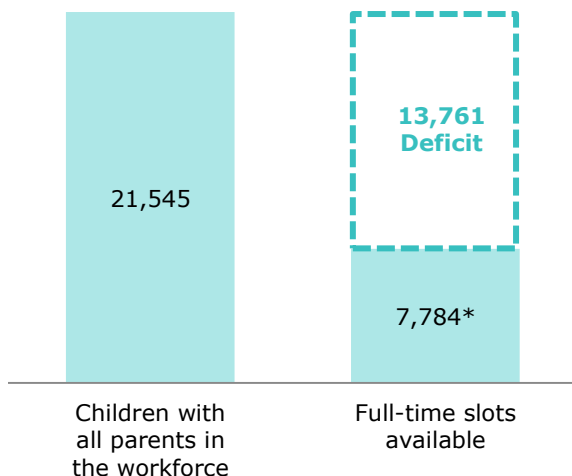 13,761
Deficit
21,545
7,784*
Children with
all parents in
the workforce
Full-time slots
available